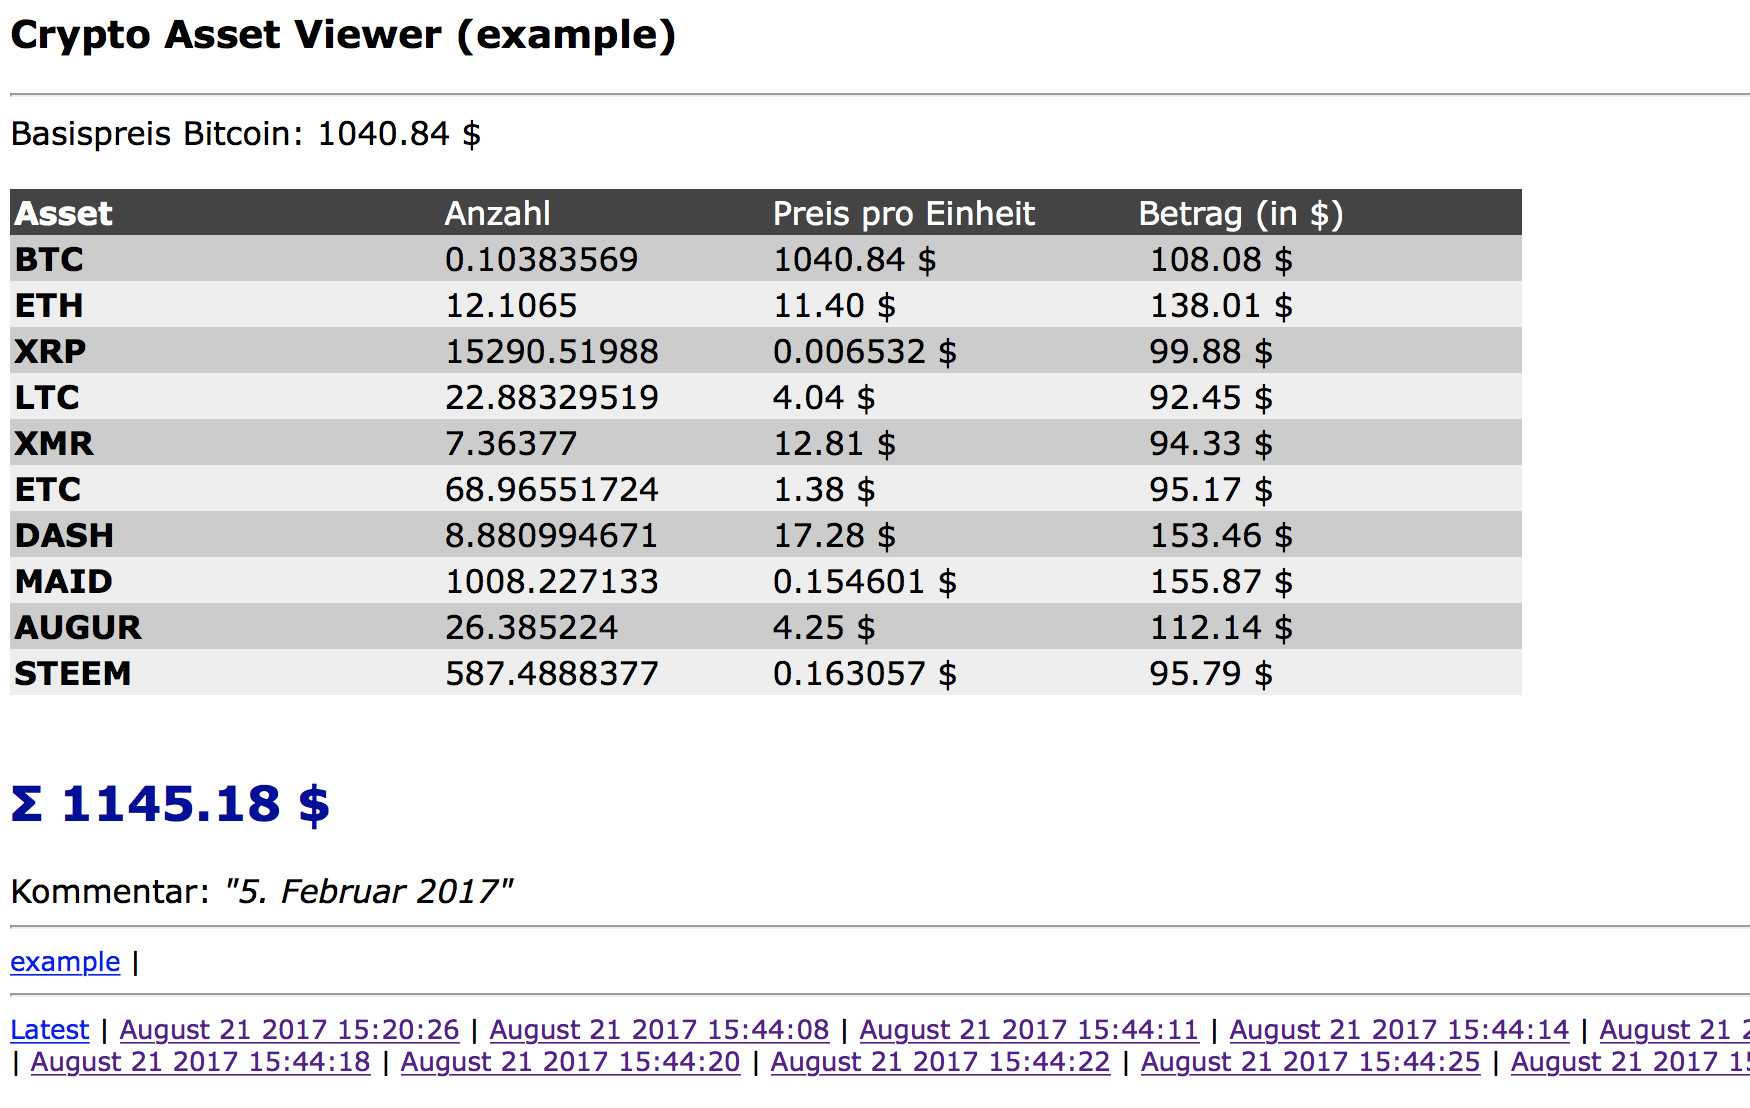 Crypto Asset Viewer (example)
Basispreis Bitcoin: 1040.84 $
Asset Anzahl Preis pro Einheit Betrag (in $)
BTC 0.10383569 1040.84 $ 108.08 $
ETH 12.1065 11.40 $ 138.01 $
XRP 15290.51988 0.006532 $ 99.88 $
LTC 22.88329519 4.04 $ 92.45 $
XMR 7.36377 12.81 $ 94.33 $
ETC 68.96551724 1.38 $ 95.17 $
DASH 8.880994671 17.28 $ 153.46 $
MAID 1008.227133 0.154601 $ 155.87 $
AUGUR 26.385224 4.25 $ 112.14 $
STEEM 587.4888377 0.163057 $ 95.79 $
Σ 1145.18 $
Kommentar: "5. Februar 2017"
example |
Latest | August 21 2017 15:20:26 | August 21 2017 15:44:08 | August 21 2017 15:44:11 | August 21 2017 15:44:14 | August 21
| August 21 2017 15:44:18 | August 21 2017 15:44:20 | August 21 2017 15:44:22 | August 21 2017 15:44:25 | August 21 2017